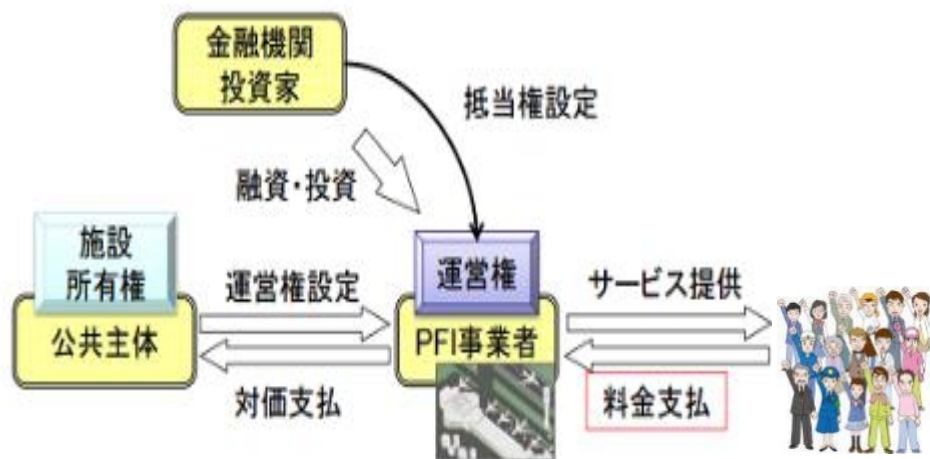 金融機関
投資家
抵当権設定
融資・投資
施設
所有権
運営権設定
運営権
サービス提供
公共主体
PFI事業者
対価支払
料金支払